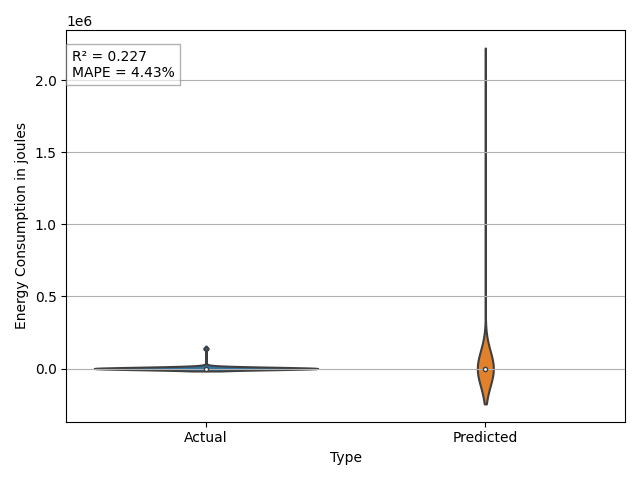 1e6
R² = 0.227
MAPE = 4.43%
2.0
1.5
1.0
0.5
0.0
Energy Consumption in joules
Actual Predicted
Type